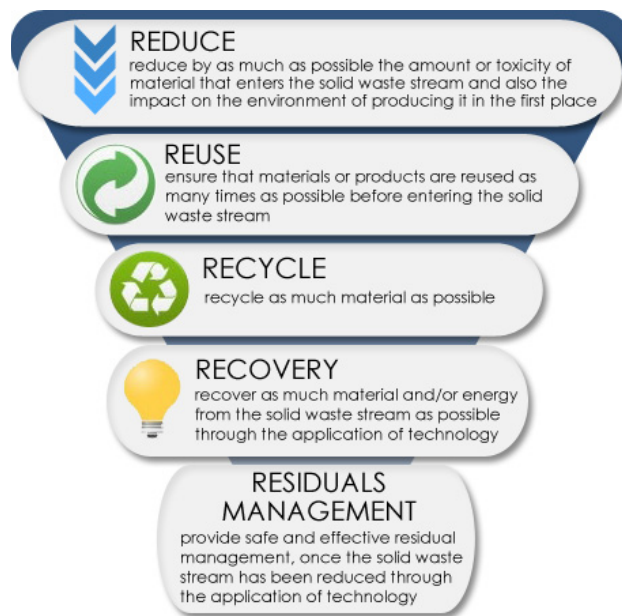 REDUCE
reduce by as much as possible the amount or toxicity of
material that enters the solid waste stream and also the
impact on the environment of producing it in the first place
REUSE
ensure that materials or products are reused as
many times as possible before entering the solid
waste stream
RECYCLE
recycle as much material as possible
RECOVERY
recover as much material and/or energy
from the solid waste stream as possible
through the application of technology
RESIDUALS
MANAGEMENT
provide safe and effective residual
management, once the solid waste
stream has been reduced through
the application of technology